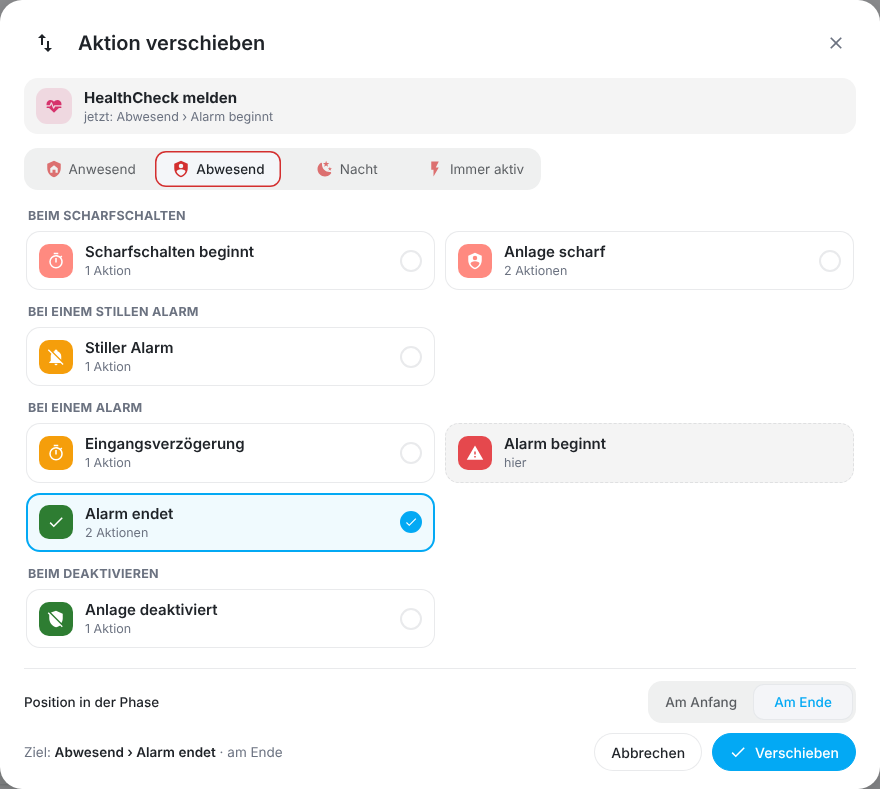 Aktion verschieben
HealthCheck melden
jetzt: Abwesend › Alarm beginnt
Anwesend
Abwesend
Nacht
Immer aktiv
BEIM SCHARFSCHALTEN
Scharfschalten beginnt
1 Aktion
Anlage scharf
2 Aktionen
BEI EINEM STILLEN ALARM
Stiller Alarm
1 Aktion
BEI EINEM ALARM
Eingangsverzögerung
1 Aktion
Alarm beginnt
hier
Alarm endet
2 Aktionen
BEIM DEAKTIVIEREN
Anlage deaktiviert
1 Aktion
Position in der Phase
Am Anfang
Am Ende
Ziel: Abwesend › Alarm endet · am Ende
Abbrechen
Verschieben